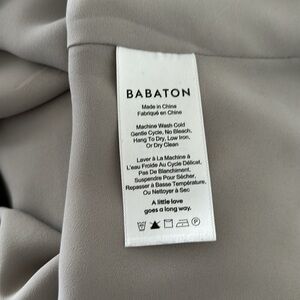 BABATON
Made in China
Fabriqué en Chine
Machine Wash Cold
Gentle Cycle, No Bleach,
Hang To Dry, Low Iron,
Or Dry Clean
Laver à La Machine à
L'eau Froide Au Cycle Délicat,
Pas De Blanchiment,
Suspendre Pour Sécher,
Repasser à Basse Température,
Ou Nettoyer à Sec
A little love
goes a long way.